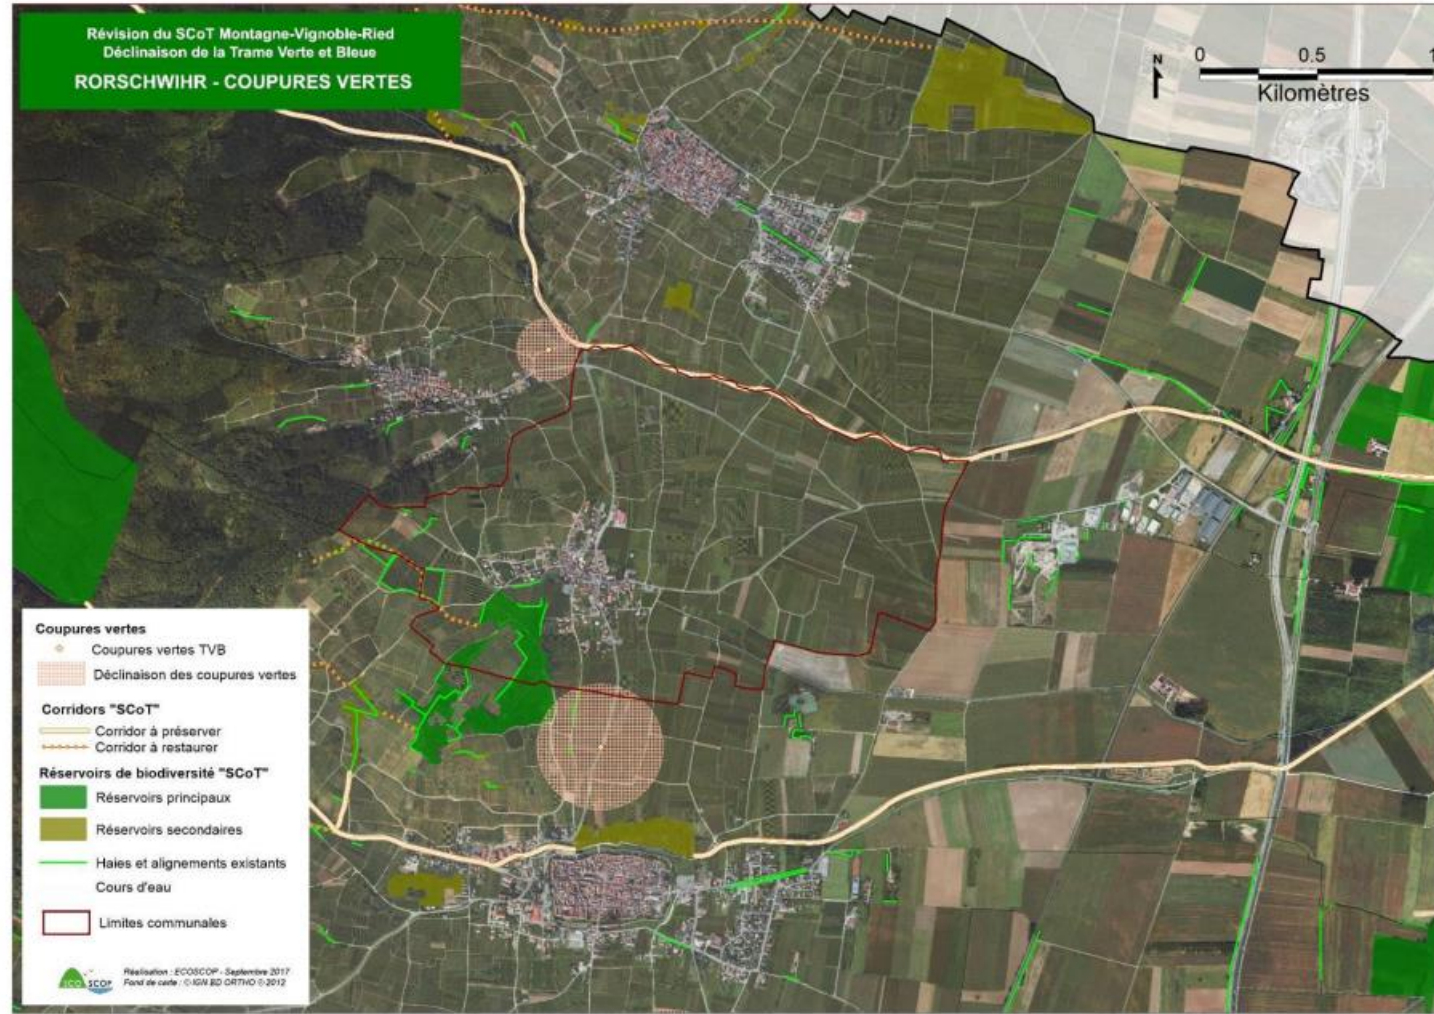 Révision du SCoT Montagne-Vignoble-Ried
Déclinaison de la Trame Verte et Bleue
RORSCHWIHR - COUPURES VERTES
N
0 0.5 1
Kilomètres
Coupures vertes
Coupures vertes TVB
Déclinaison des coupures vertes
Corridors "SCoT"
Corridor à préserver
Corridor à restaurer
Réservoirs de biodiversité "SCoT"
Réservoirs principaux
Réservoirs secondaires
Haies et alignements existants
Cours d'eau
Limites communales
ECO SCOP
Réalisation : ECOSCOP - Septembre 2017
Fond de carte : © IGN BD ORTHO © 2012